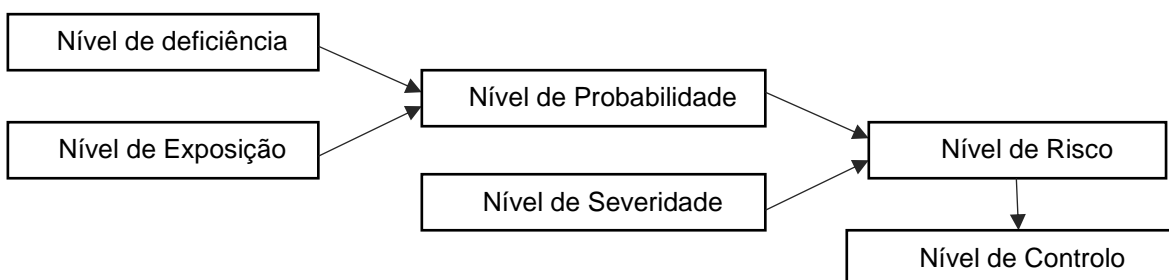 Nível de deficiência
Nível de Exposição
Nível de Probabilidade
Nível de Severidade
Nível de Risco
Nível de Controlo